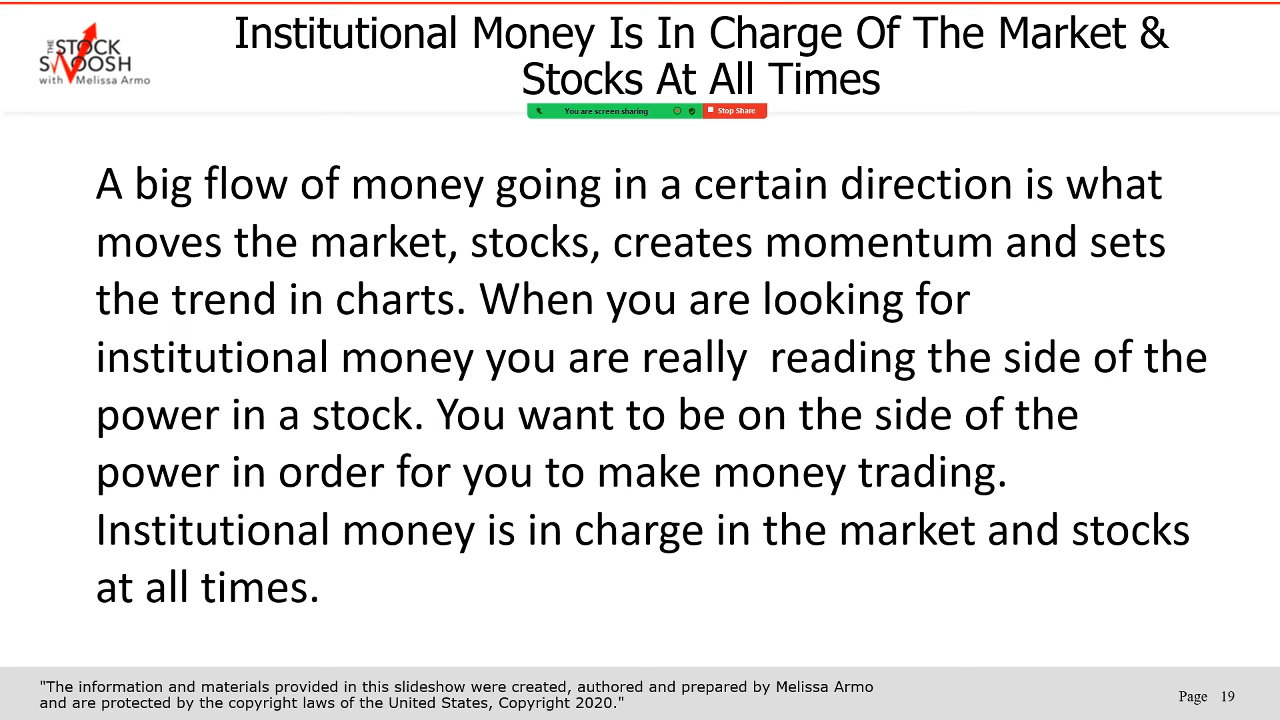 THE STOCK
SWOOSH
with Melissa Armo
Institutional Money Is In Charge Of The Market &
Stocks At All Times
You are screen sharing
Stop Share
A big flow of money going in a certain direction is what
moves the market, stocks, creates momentum and sets
the trend in charts. When you are looking for
institutional money you are really  reading the side of the
power in a stock. You want to be on the side of the
power in order for you to make money trading.
Institutional money is in charge in the market and stocks
at all times.
"The information and materials provided in this slideshow were created, authored and prepared by Melissa Armo
and are protected by the copyright laws of the United States, Copyright 2020."
Page 19